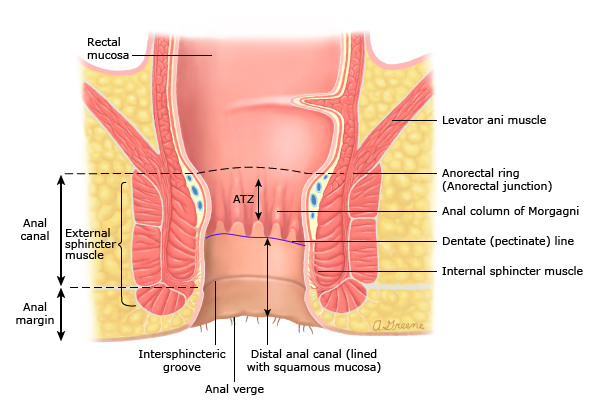 Rectal
mucosa
Levator ani muscle
Anorectal ring
(Anorectal junction)
ATZ
Anal column of Morgagni
Anal
canal
External
sphincter
muscle
Dentate (pectinate) line
Internal sphincter muscle
Anal
margin
A. Greene
Intersphincteric
groove
Distal anal canal (lined
with squamous mucosa)
Anal verge